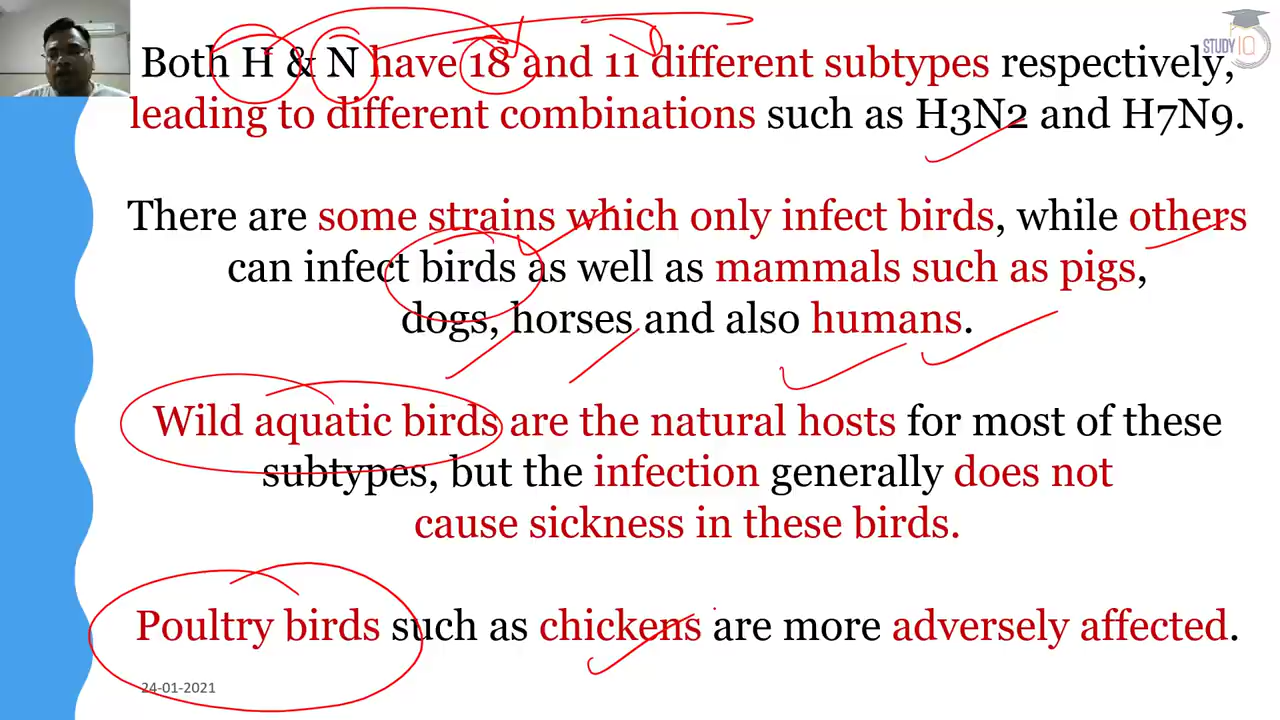 STUDY IQ
Both H & N have 18 and 11 different subtypes respectively,
leading to different combinations such as H3N2 and H7N9.
There are some strains which only infect birds, while others
can infect birds as well as mammals such as pigs,
dogs, horses and also humans.
Wild aquatic birds are the natural hosts for most of these
subtypes, but the infection generally does not
cause sickness in these birds.
Poultry birds such as chickens are more adversely affected.
24-01-2021